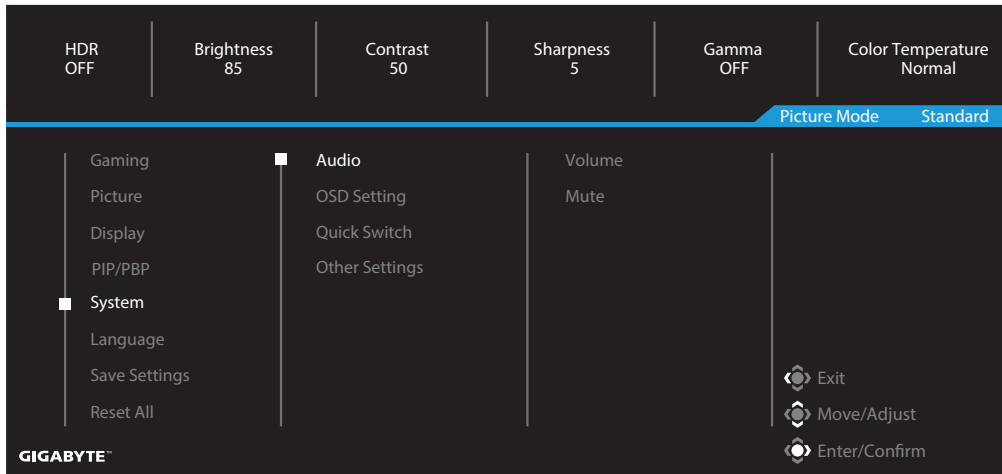 HDR
OFF
Brightness
85
Contrast
50
Sharpness
5
Gamma
OFF
Color Temperature
Normal
Picture Mode Standard
Gaming
Picture
Display
PIP/PBP
System
Language
Save Settings
Reset All
Audio
OSD Setting
Quick Switch
Other Settings
Volume
Mute
Exit
Move/Adjust
Enter/Confirm
GIGABYTE™